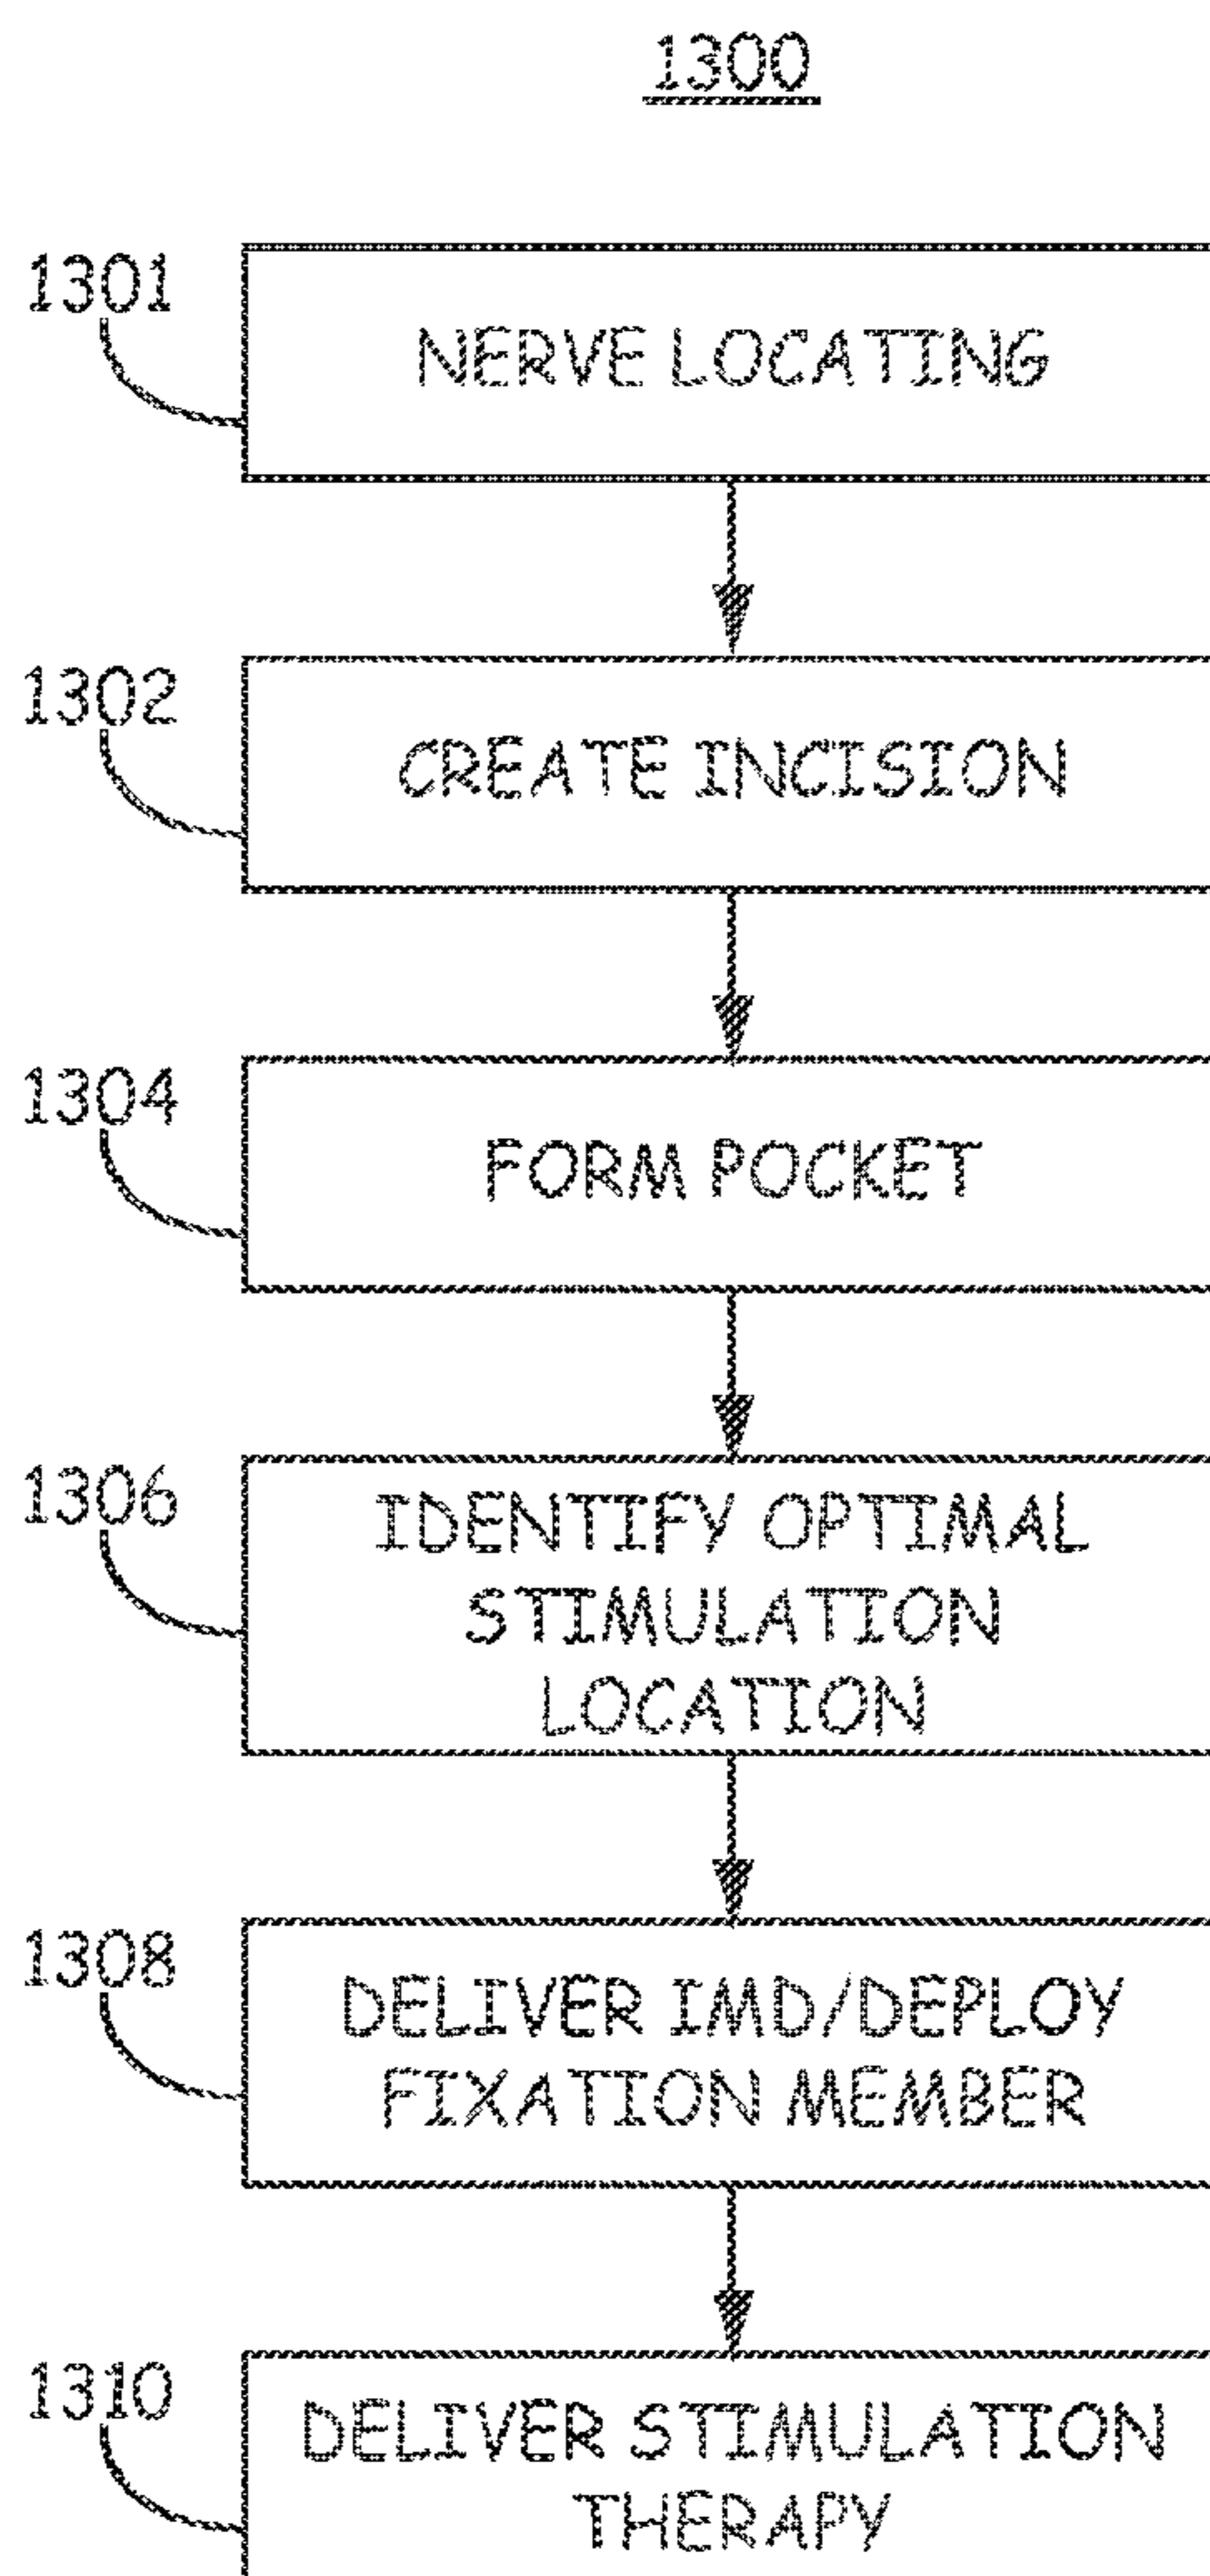 1300
1301
NERVE LOCATING
1302
CREATE INCISION
1304
FORM POCKET
1306
IDENTIFY OPTIMAL
STIMULATION
LOCATION
1308
DELIVER IMD/DEPLOY
FIXATION MEMBER
1310
DELIVER STIMULATION
THERAPY